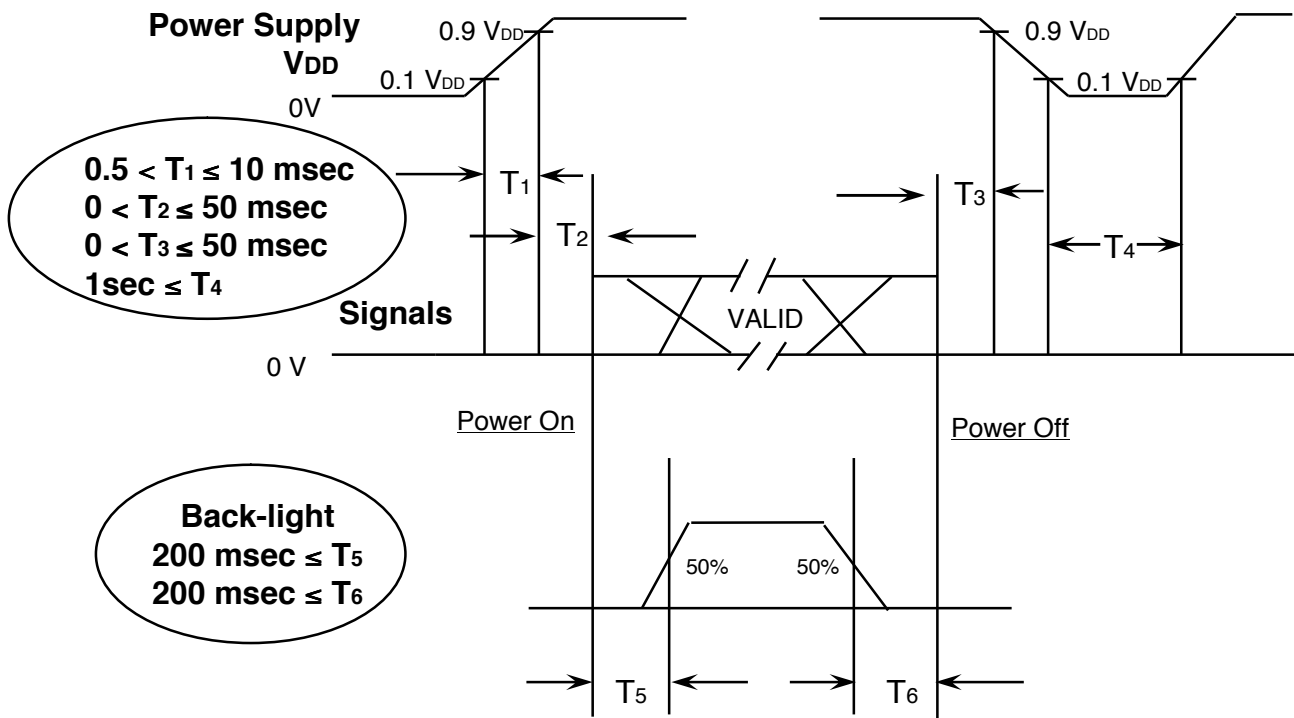 Power Supply
VDD
0.9 VDD
0.9 VDD
0.1 VDD
0.1 VDD
0V
0.5 < T1 ≤ 10 msec
0 < T2 ≤ 50 msec
0 < T3 ≤ 50 msec
1sec ≤ T4
T1
T2
T3
T4
Signals
VALID
0 V
Power On
Power Off
Back-light
200 msec ≤ T5
200 msec ≤ T6
50%
50%
T5
T6